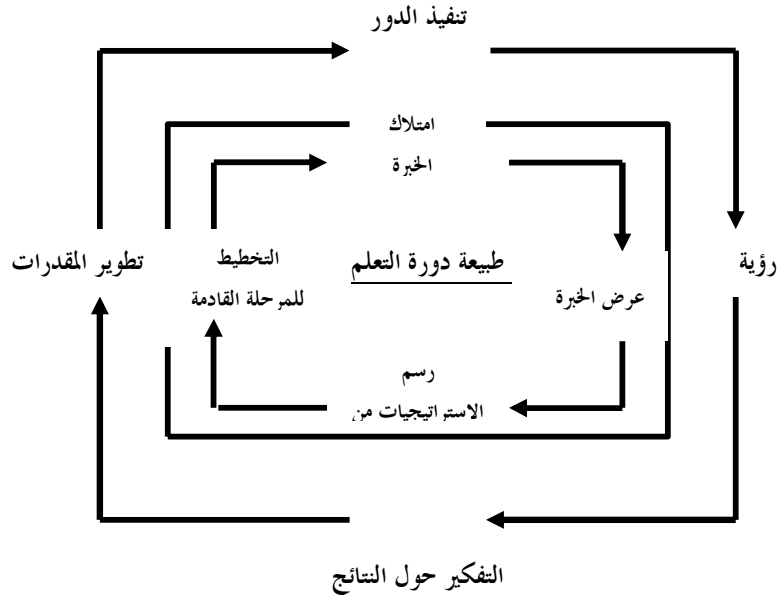 تنفيذ الدور
امتلاك
الخبرة
رؤية
عرض الخبرة
طبيعة دورة التعلم
التخطيط
للمرحلة القادمة
تطوير المقدرات
رسم
الاستراتيجيات من
التفكير حول النتائج